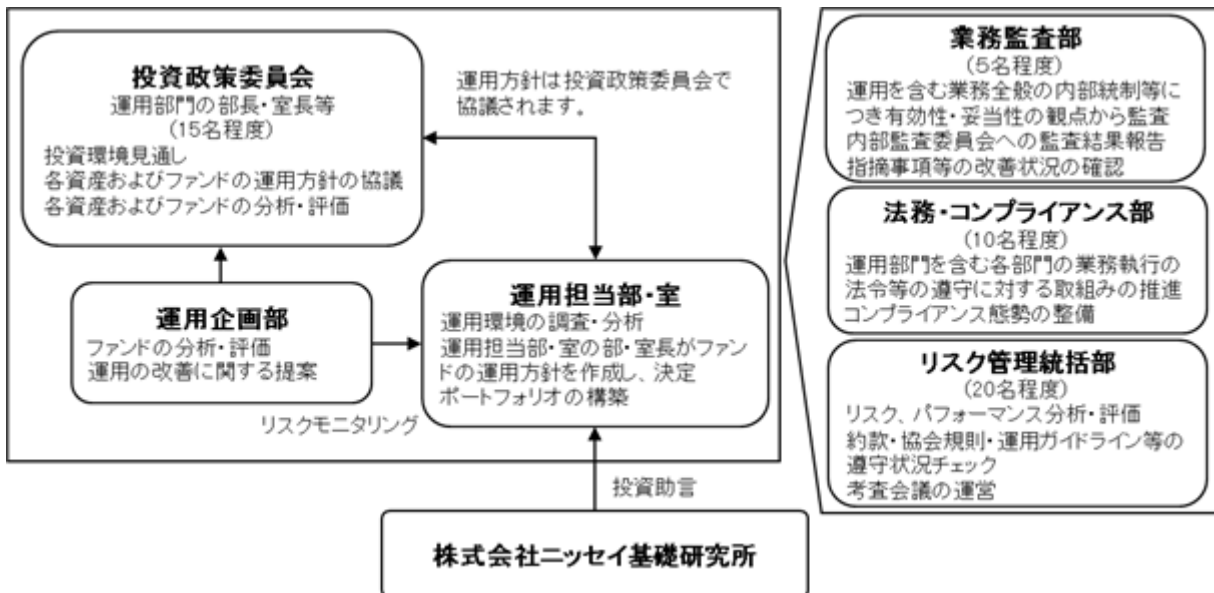 投資政策委員会
運用部門の部長・室長等
(15名程度)
投資環境見通し
各資産およびファンドの運用方針の協議
各資産およびファンドの分析・評価
運用方針は投資政策委員会で
協議されます。
運用企画部
ファンドの分析・評価
運用の改善に関する提案
リスクモニタリング
運用担当部・室
運用環境の調査・分析
運用担当部・室の部・室長がファン
ドの運用方針を作成し、決定
ポートフォリオの構築
投資助言
株式会社ニッセイ基礎研究所
業務監査部
(5名程度)
運用を含む業務全般の内部統制等に
つき有効性・妥当性の観点から監査
内部監査委員会への監査結果報告
指摘事項等の改善状況の確認
法務・コンプライアンス部
(10名程度)
運用部門を含む各部門の業務執行の
法令等の遵守に対する取組みの推進
コンプライアンス態勢の整備
リスク管理統括部
(20名程度)
リスク、パフォーマンス分析・評価
約款・協会規則・運用ガイドライン等の
遵守状況チェック
考査会議の運営